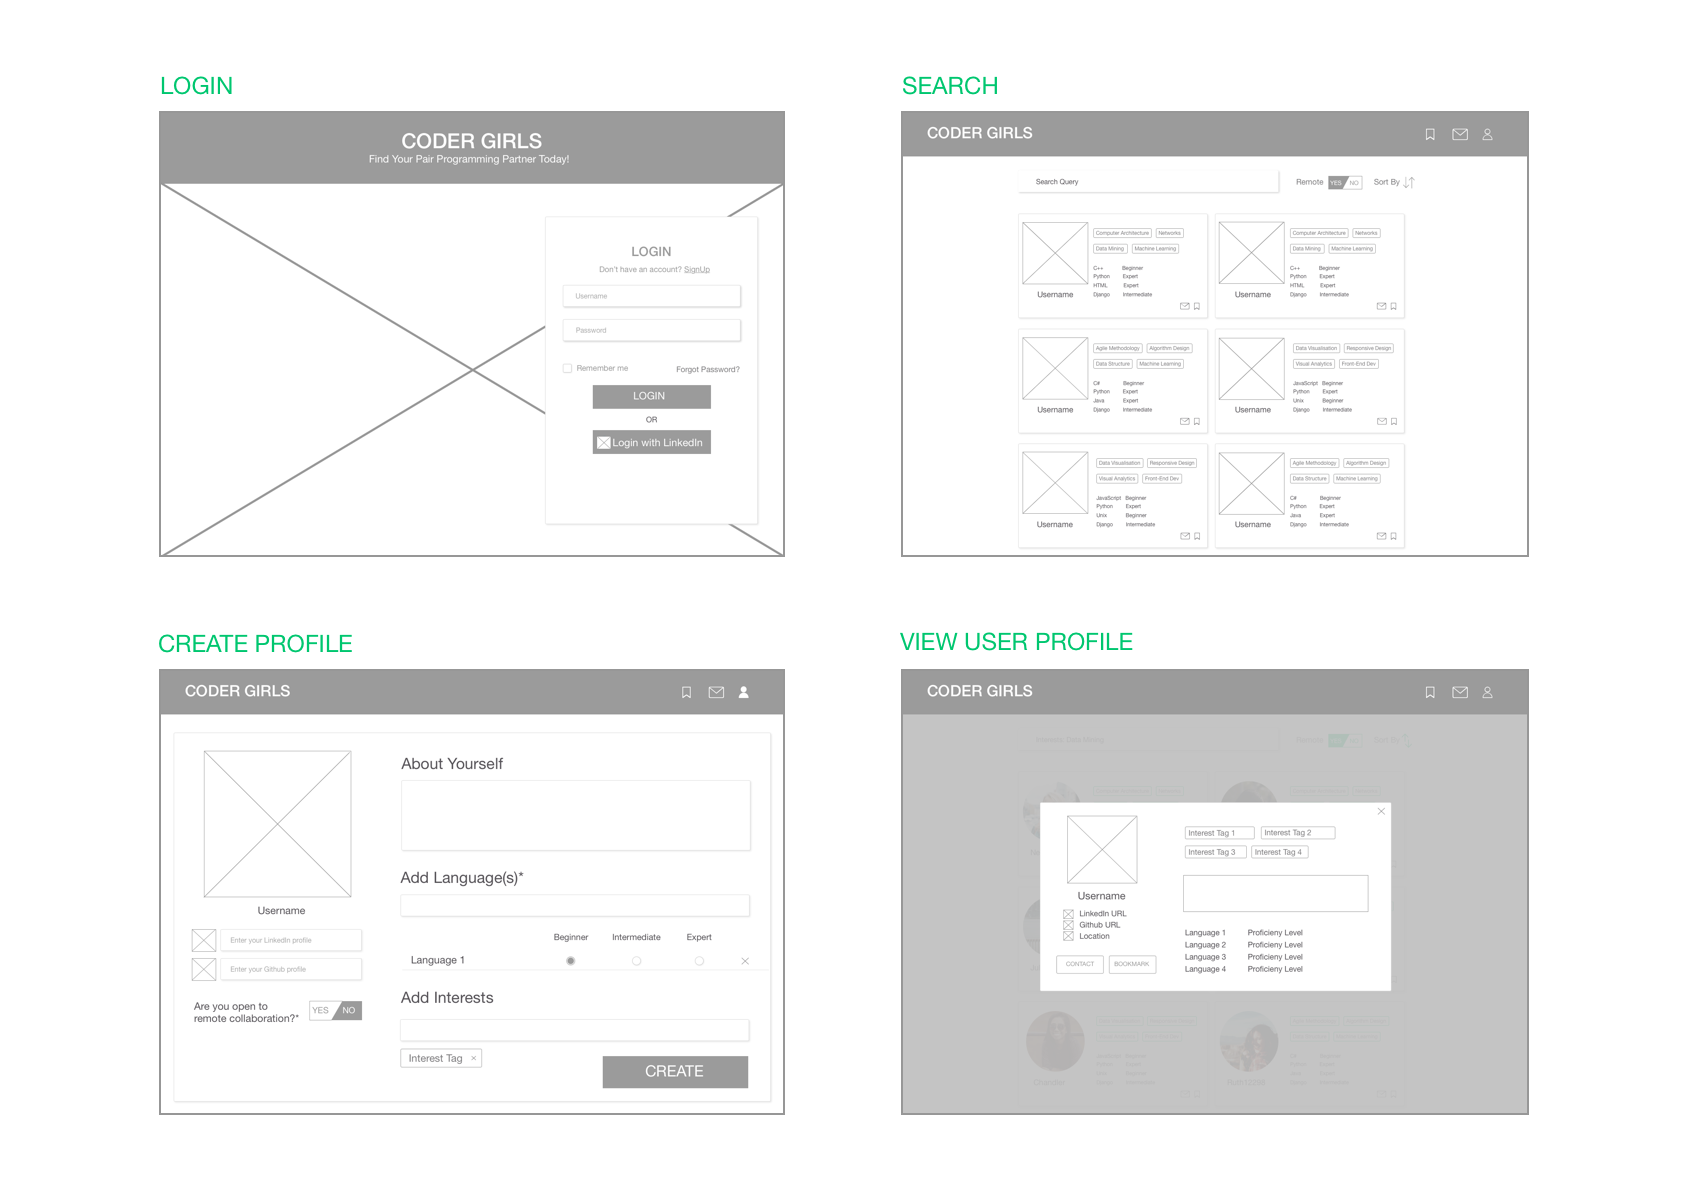 LOGIN
CODER GIRLS
Find Your Pair Programming Partner Today!
LOGIN
Don't have an account? SignUp
Username
Password
Remember me Forgot Password?
LOGIN
OR
Login with LinkedIn
SEARCH
CODER GIRLS
Search Query Remote YES NO Sort By
Computer Architecture Networks
Data Mining Machine Learning
C++ Beginner
Python Expert
HTML Expert
Django Intermediate
Username
Computer Architecture Networks
Data Mining Machine Learning
C++ Beginner
Python Expert
HTML Expert
Django Intermediate
Username
Agile Methodology Algorithm Design
Data Structure Machine Learning
C# Beginner
Python Expert
Java Expert
Django Intermediate
Username
Data Visualisation Responsive Design
Visual Analytics Front-End Dev
JavaScript Beginner
Python Expert
Unix Beginner
Django Intermediate
Username
Data Visualisation Responsive Design
Visual Analytics Front-End Dev
JavaScript Beginner
Python Expert
Unix Beginner
Django Intermediate
Username
Agile Methodology Algorithm Design
Data Structure Machine Learning
C# Beginner
Python Expert
Java Expert
Django Intermediate
Username
CREATE PROFILE
CODER GIRLS
Username
Enter your LinkedIn profile
Enter your Github profile
Are you open to
remote collaboration?* YES NO
About Yourself
Add Language(s)*
Beginner Intermediate Expert
Language 1
Add Interests
Interest Tag ×
CREATE
VIEW USER PROFILE
CODER GIRLS
Remote Sort By
Username
LinkedIn URL
Github URL
Location
CONTACT BOOKMARK
Interest Tag 1 Interest Tag 2
Interest Tag 3 Interest Tag 4
Language 1 Proficieny Level
Language 2 Proficieny Level
Language 3 Proficieny Level
Language 4 Proficieny Level